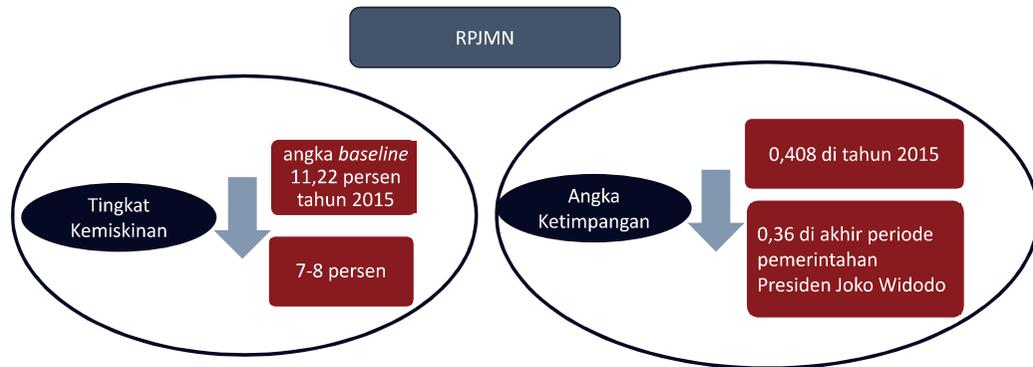 RPJMN
Tingkat
Kemiskinan
angka baseline
11,22 persen
tahun 2015
7-8 persen
Angka
Ketimpangan
0,408 di tahun 2015
0,36 di akhir periode
pemerintahan
Presiden Joko Widodo